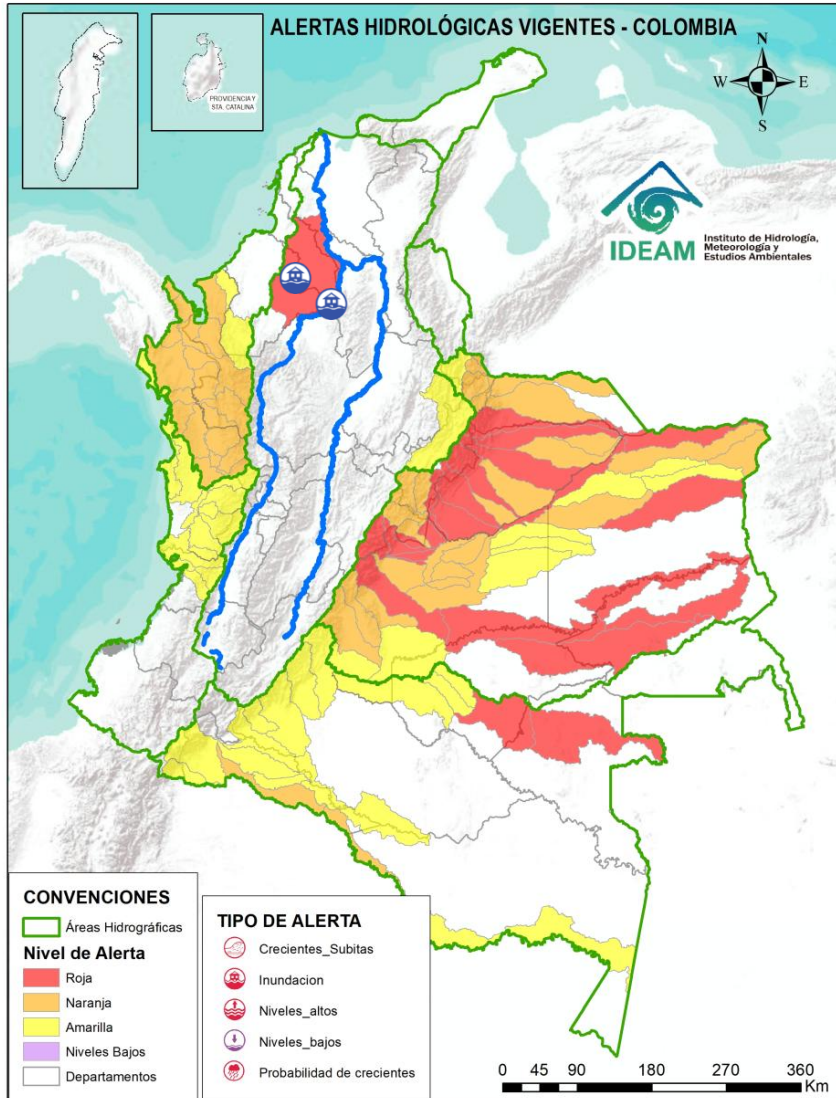 ALERTAS HIDROLÓGICAS VIGENTES - COLOMBIA
PROVIDENCIA Y
STA. CATALINA
N
W
E
S
IDEAM
Instituto de Hidrología,
Meteorología y
Estudios Ambientales
CONVENCIONES
Áreas Hidrográficas
Nivel de Alerta
Roja
Naranja
Amarilla
Niveles Bajos
Departamentos
TIPO DE ALERTA
Crecientes_Subitas
Inundacion
Niveles_altos
Niveles_bajos
Probabilidad de crecientes
0 45 90 180 270 360
Km